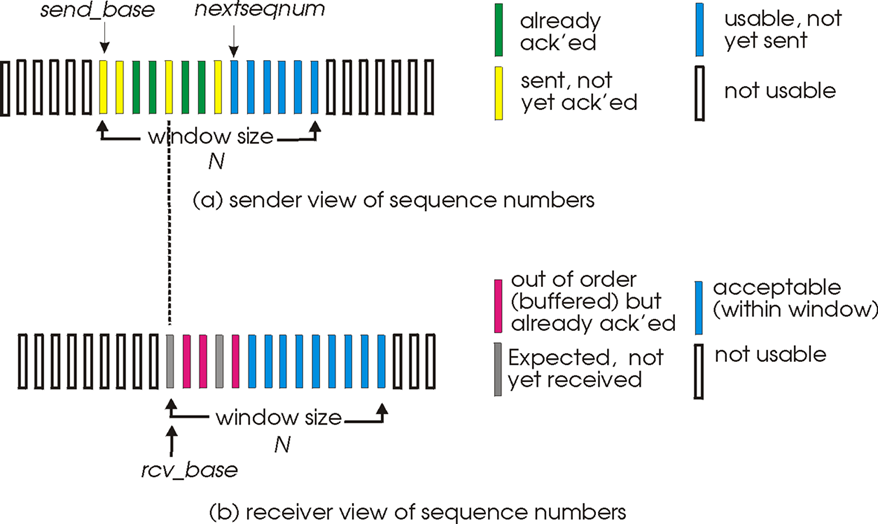 send_base
nextseqnum
already
ack'ed
usable, not
yet sent
sent, not
yet ack'ed
not usable
window size
N
(a) sender view of sequence numbers
out of order
(buffered) but
already ack'ed
acceptable
(within window)
Expected, not
yet received
not usable
window size
N
rcv_base
(b) receiver view of sequence numbers